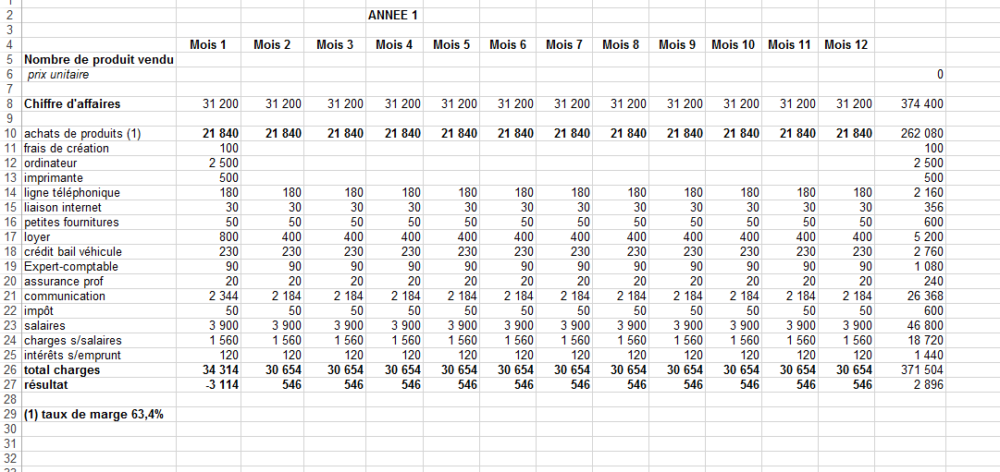 2 ANNEE 1
3
4 Mois 1 Mois 2 Mois 3 Mois 4 Mois 5 Mois 6 Mois 7 Mois 8 Mois 9 Mois 10 Mois 11 Mois 12
5 Nombre de produit vendu
6 prix unitaire 0
7
8 Chiffre d'affaires 31 200 31 200 31 200 31 200 31 200 31 200 31 200 31 200 31 200 31 200 31 200 31 200 374 400
9
10 achats de produits (1) 21 840 21 840 21 840 21 840 21 840 21 840 21 840 21 840 21 840 21 840 21 840 21 840 262 080
11 frais de création 100 100
12 ordinateur 2 500 2 500
13 imprimante 500 500
14 ligne téléphonique 180 180 180 180 180 180 180 180 180 180 180 180 2 160
15 liaison internet 30 30 30 30 30 30 30 30 30 30 30 30 356
16 petites fournitures 50 50 50 50 50 50 50 50 50 50 50 50 600
17 loyer 800 400 400 400 400 400 400 400 400 400 400 400 5 200
18 crédit bail véhicule 230 230 230 230 230 230 230 230 230 230 230 230 2 760
19 Expert-comptable 90 90 90 90 90 90 90 90 90 90 90 90 1 080
20 assurance prof 20 20 20 20 20 20 20 20 20 20 20 20 240
21 communication 2 344 2 184 2 184 2 184 2 184 2 184 2 184 2 184 2 184 2 184 2 184 2 184 26 368
22 impôt 50 50 50 50 50 50 50 50 50 50 50 50 600
23 salaires 3 900 3 900 3 900 3 900 3 900 3 900 3 900 3 900 3 900 3 900 3 900 3 900 46 800
24 charges s/salaires 1 560 1 560 1 560 1 560 1 560 1 560 1 560 1 560 1 560 1 560 1 560 1 560 18 720
25 intérêts s/emprunt 120 120 120 120 120 120 120 120 120 120 120 120 1 440
26 total charges 34 314 30 654 30 654 30 654 30 654 30 654 30 654 30 654 30 654 30 654 30 654 30 654 371 504
27 résultat -3 114 546 546 546 546 546 546 546 546 546 546 546 2 896
28
29 (1) taux de marge 63,4%
30
31
32